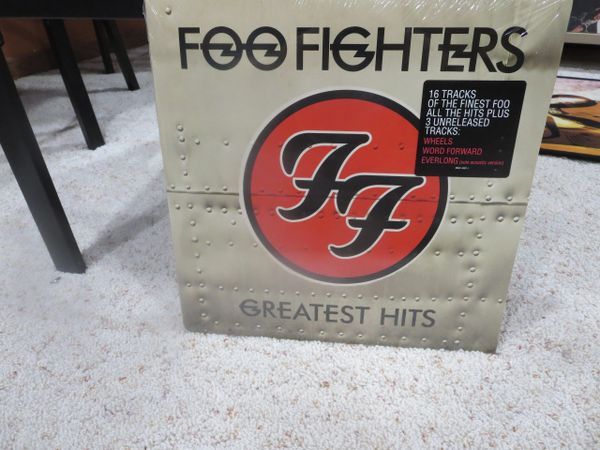 FOO FIGHTERS
16 TRACKS
OF THE FINEST FOO
ALL THE HITS PLUS
3 UNRELEASED
TRACKS:
WHEELS
WORD FORWARD
EVERLONG
FF
GREATEST HITS